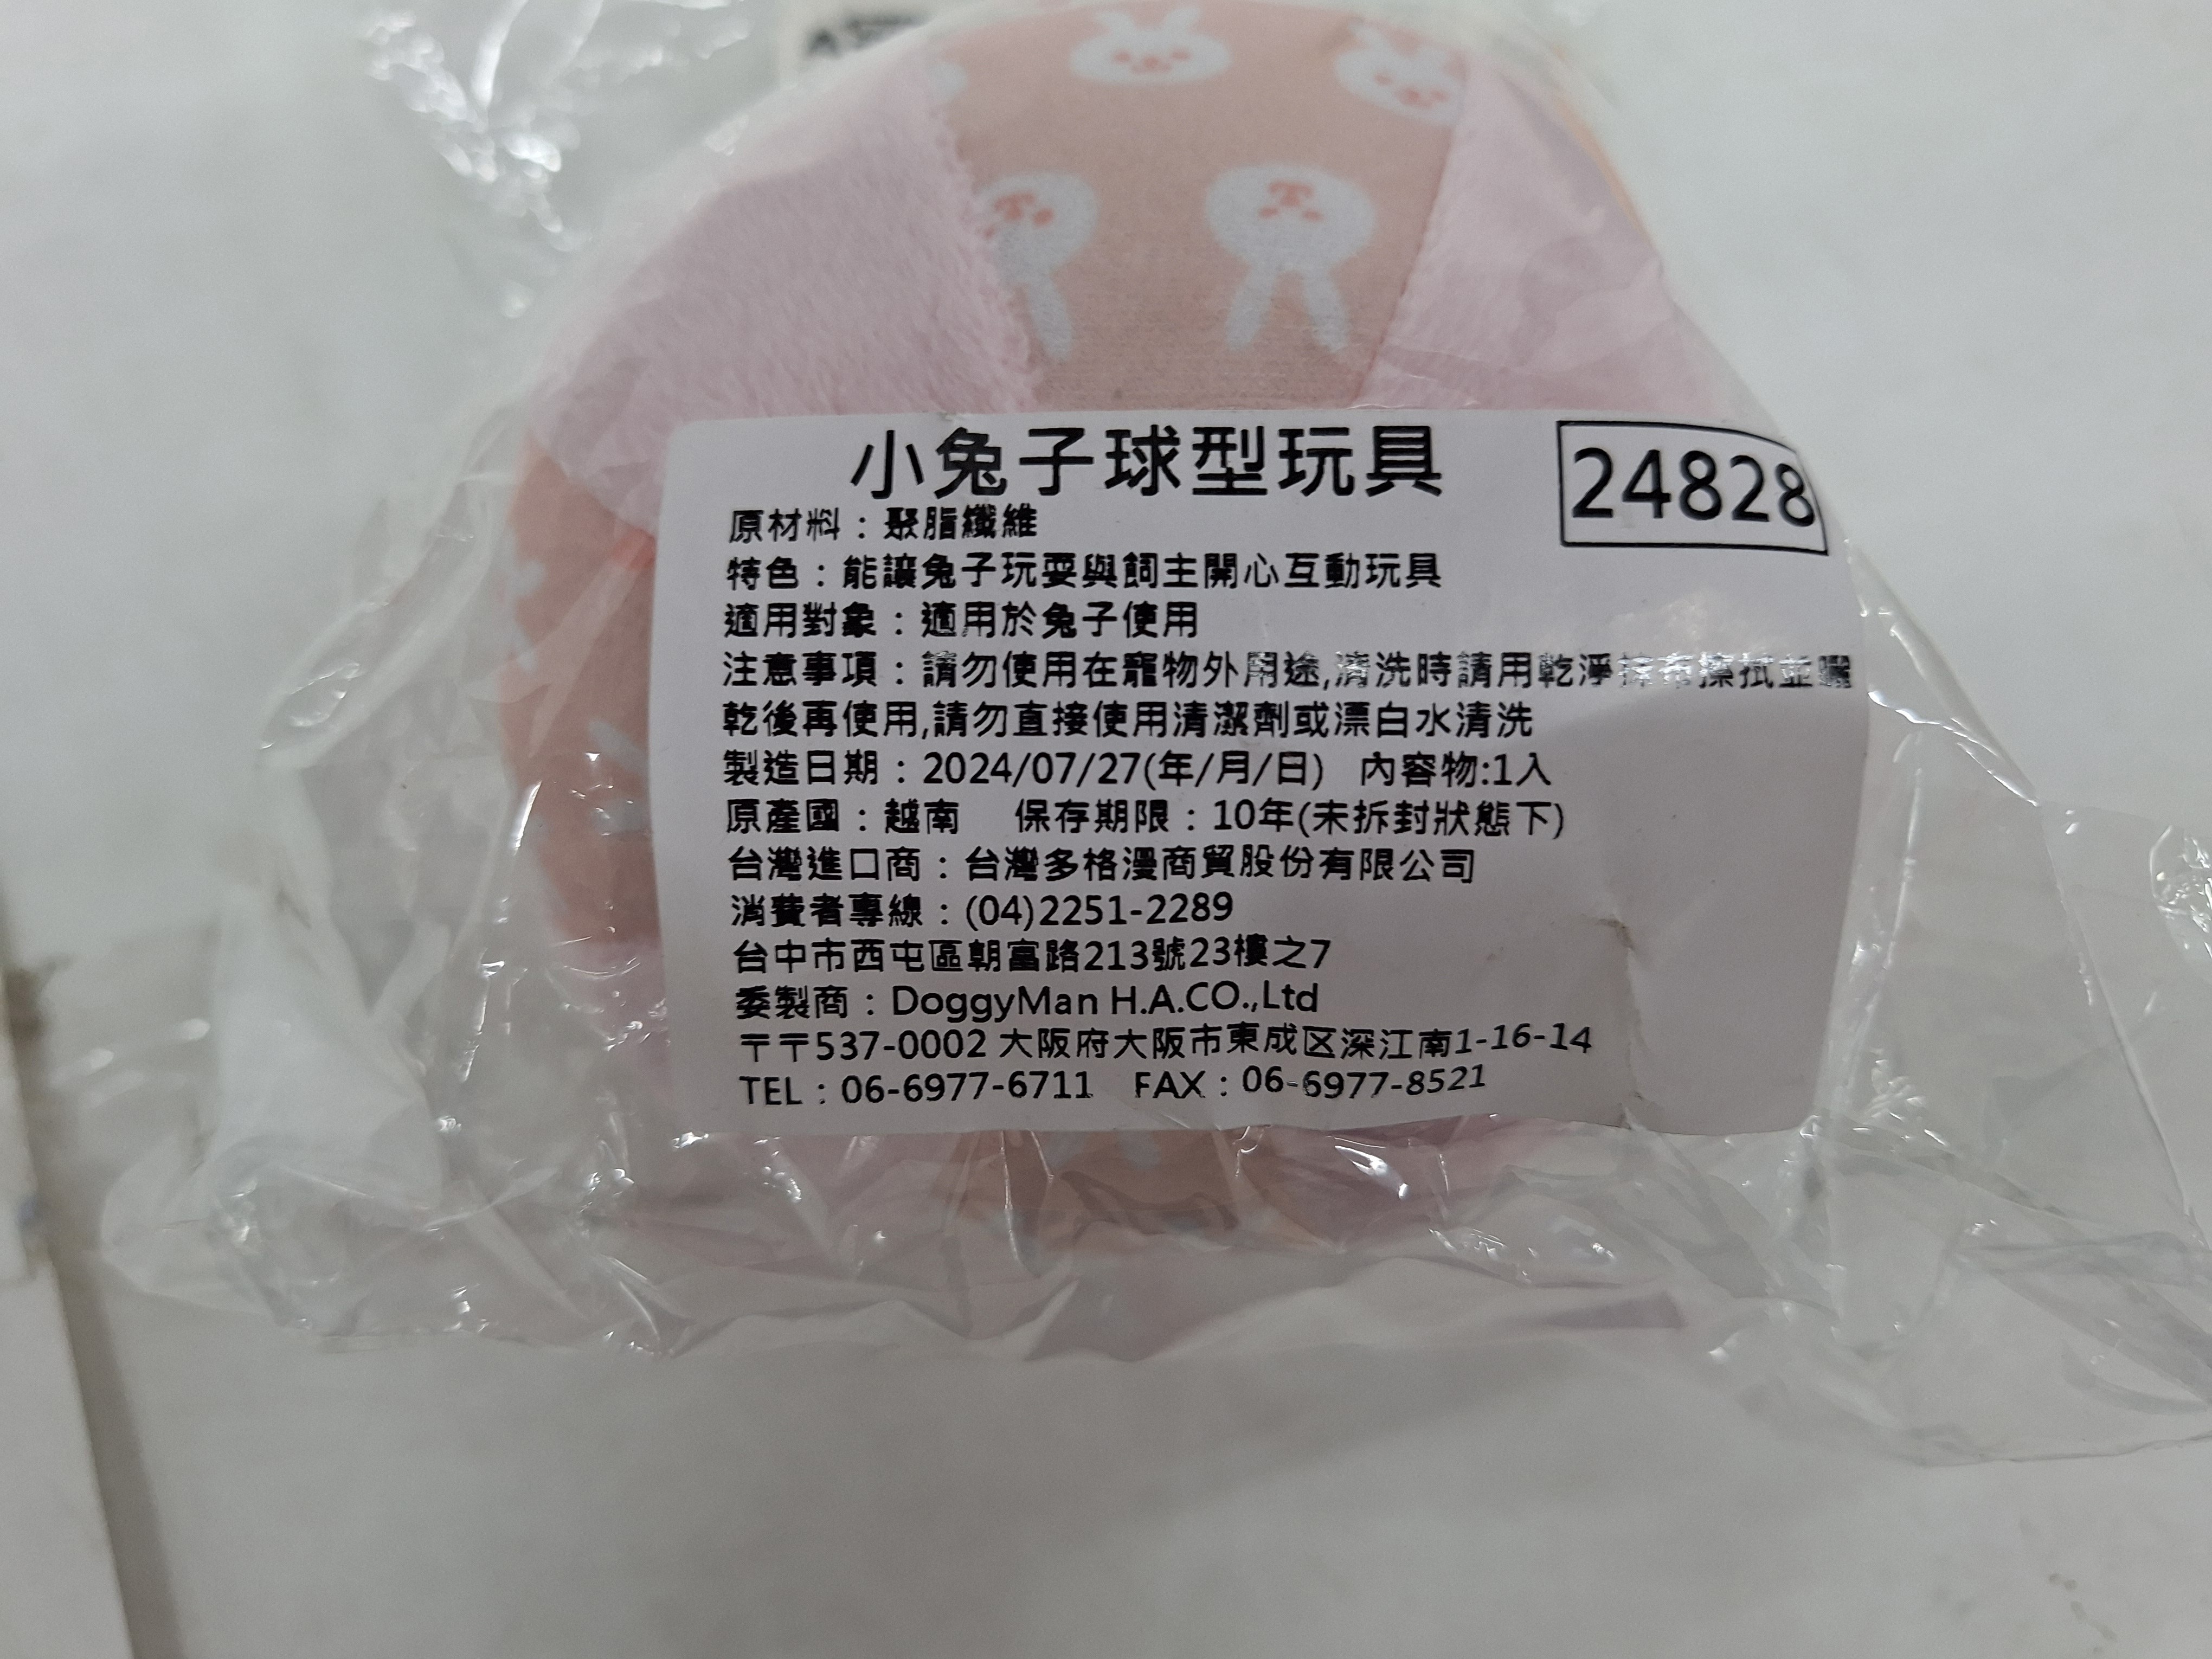 小兔子球型玩具
24828
原材料：聚脂纖維
特色：能讓兔子玩耍與飼主開心互動玩具
適用對象：適用於兔子使用
注意事項：請勿使用在寵物外用途,清洗時請用乾淨抹布擦拭並曬
乾後再使用,請勿直接使用清潔劑或漂白水清洗
製造日期：2024/07/27(年/月/日) 內容物:1入
原產國：越南 保存期限：10年(未拆封狀態下)
台灣進口商：台灣多格漫商貿股份有限公司
消費者專線：(04)2251-2289
台中市西屯區朝富路213號23樓之7
委製商：DoggyMan H.A.CO.,Ltd
〒〒537-0002 大阪府大阪市東成区深江南1-16-14
TEL：06-6977-6711 FAX：06-6977-8521